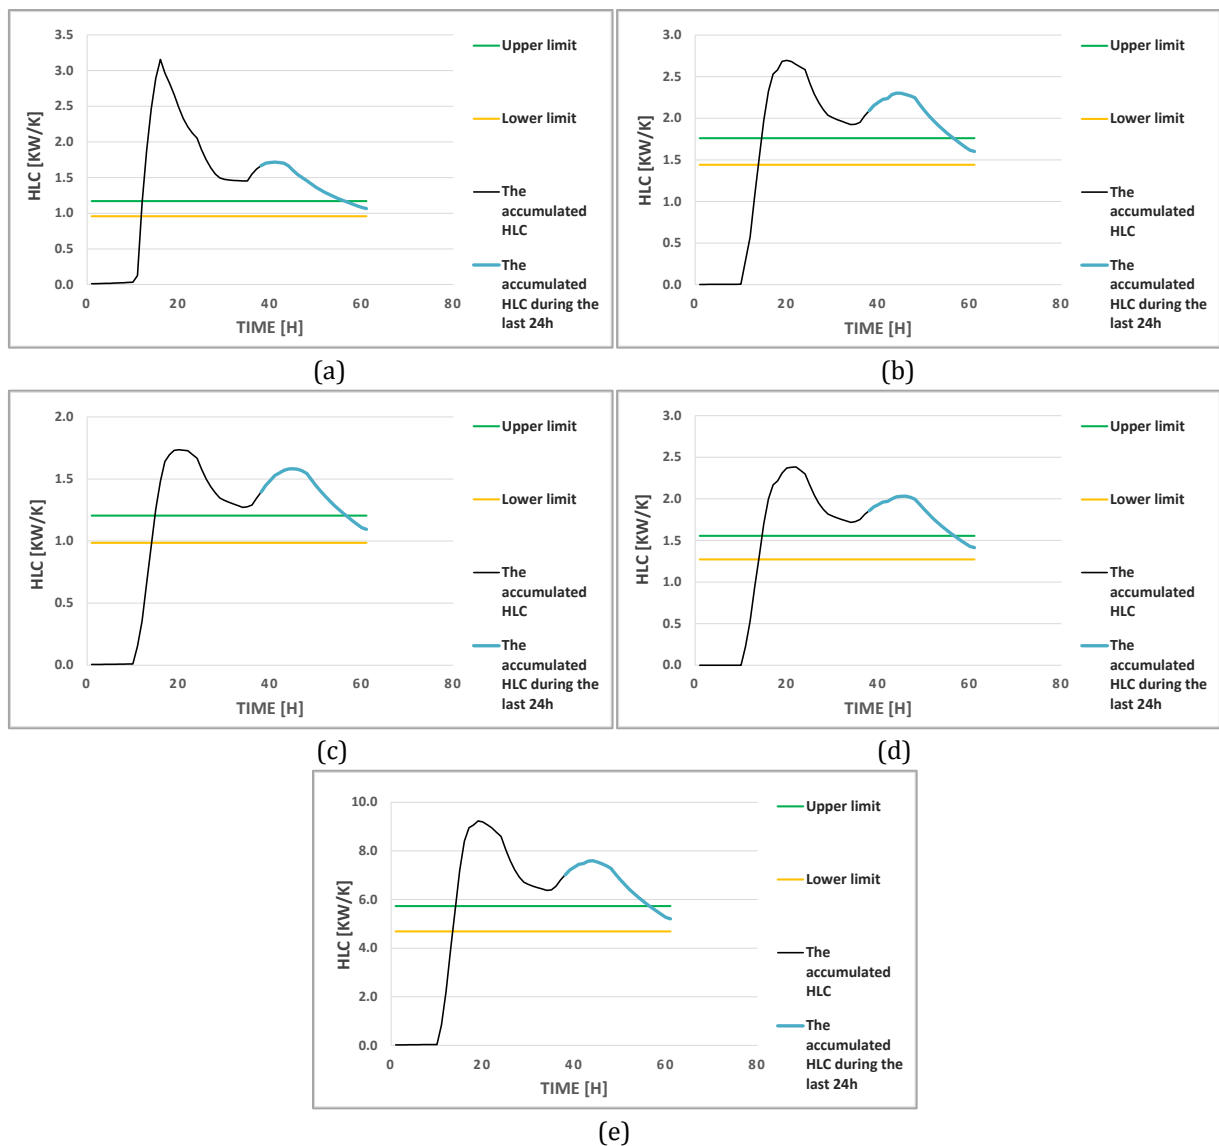 3.5
3.0
2.5
2.0
1.5
1.0
0.5
0.0
HLC [KW/K]
0 20 40 60 80
TIME [H]
Upper limit
Lower limit
The
accumulated
HLC
The
accumulated
HLC during the
last 24h
(a)
3.0
2.5
2.0
1.5
1.0
0.5
0.0
HLC [KW/K]
0 20 40 60 80
TIME [H]
Upper limit
Lower limit
The
accumulated
HLC
The
accumulated
HLC during the
last 24h
(b)
2.0
1.5
1.0
0.5
0.0
HLC [KW/K]
0 20 40 60 80
TIME [H]
Upper limit
Lower limit
The
accumulated
HLC
The
accumulated
HLC during the
last 24h
(c)
3.0
2.5
2.0
1.5
1.0
0.5
0.0
HLC [KW/K]
0 20 40 60 80
TIME [H]
Upper limit
Lower limit
The
accumulated
HLC
The
accumulated
HLC during the
last 24h
(d)
10.0
8.0
6.0
4.0
2.0
0.0
HLC [KW/K]
0 20 40 60 80
TIME [H]
Upper limit
Lower limit
The
accumulated
HLC
The
accumulated
HLC during the
last 24h
(e)